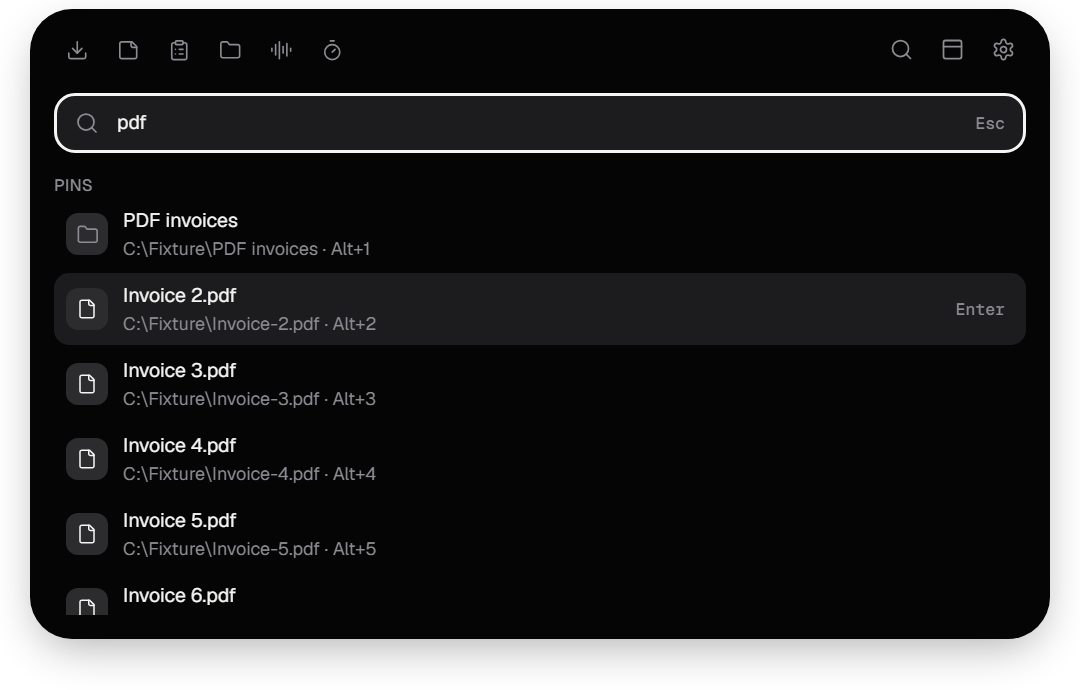 pdf
Esc
PINS
PDF invoices
C:\Fixture\PDF invoices · Alt+1
Invoice 2.pdf
C:\Fixture\Invoice-2.pdf · Alt+2
Enter
Invoice 3.pdf
C:\Fixture\Invoice-3.pdf · Alt+3
Invoice 4.pdf
C:\Fixture\Invoice-4.pdf · Alt+4
Invoice 5.pdf
C:\Fixture\Invoice-5.pdf · Alt+5
Invoice 6.pdf